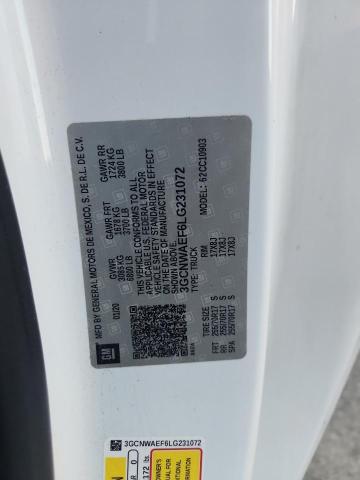 MFD BY GENERAL MOTORS DE MEXICO, S. DE R.L. DE C.V.
01/20
GVWR
3085 KG
6800 LB
GAWR FRT
1678 KG
3700 LB
GAWR RR
1724 KG
3800 LB
GM
THIS VEHICLE CONFORMS TO ALL
APPLICABLE U.S. FEDERAL MOTOR
VEHICLE SAFETY STANDARDS IN EFFECT
ON THE DATE OF MANUFACTURE
SHOWN ABOVE.
3GCNWAEF6LG231072
TYPE: TRUCK
62CC10903
TIRE SIZE
RIM
FRT 255/70R17 S 17X8J
RR 255/70R17 S 17X8J
SPA 255/70R17 S 17X8J
3GCNWAEF6LG231072